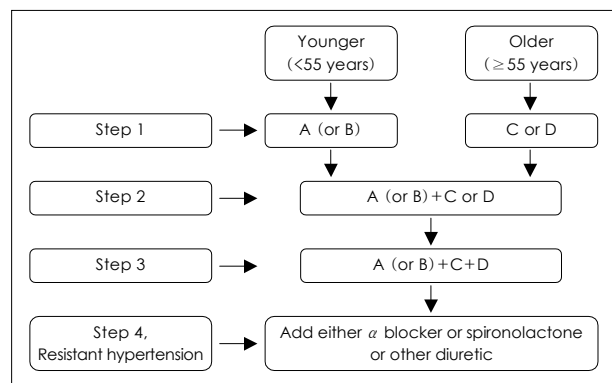 Younger
(<55 years)
Older
(≥55 years)
Step 1
A (or B)
C or D
Step 2
A (or B)+C or D
Step 3
A (or B)+C+D
Step 4,
Resistant hypertension
Add either α blocker or spironolactone
or other diuretic